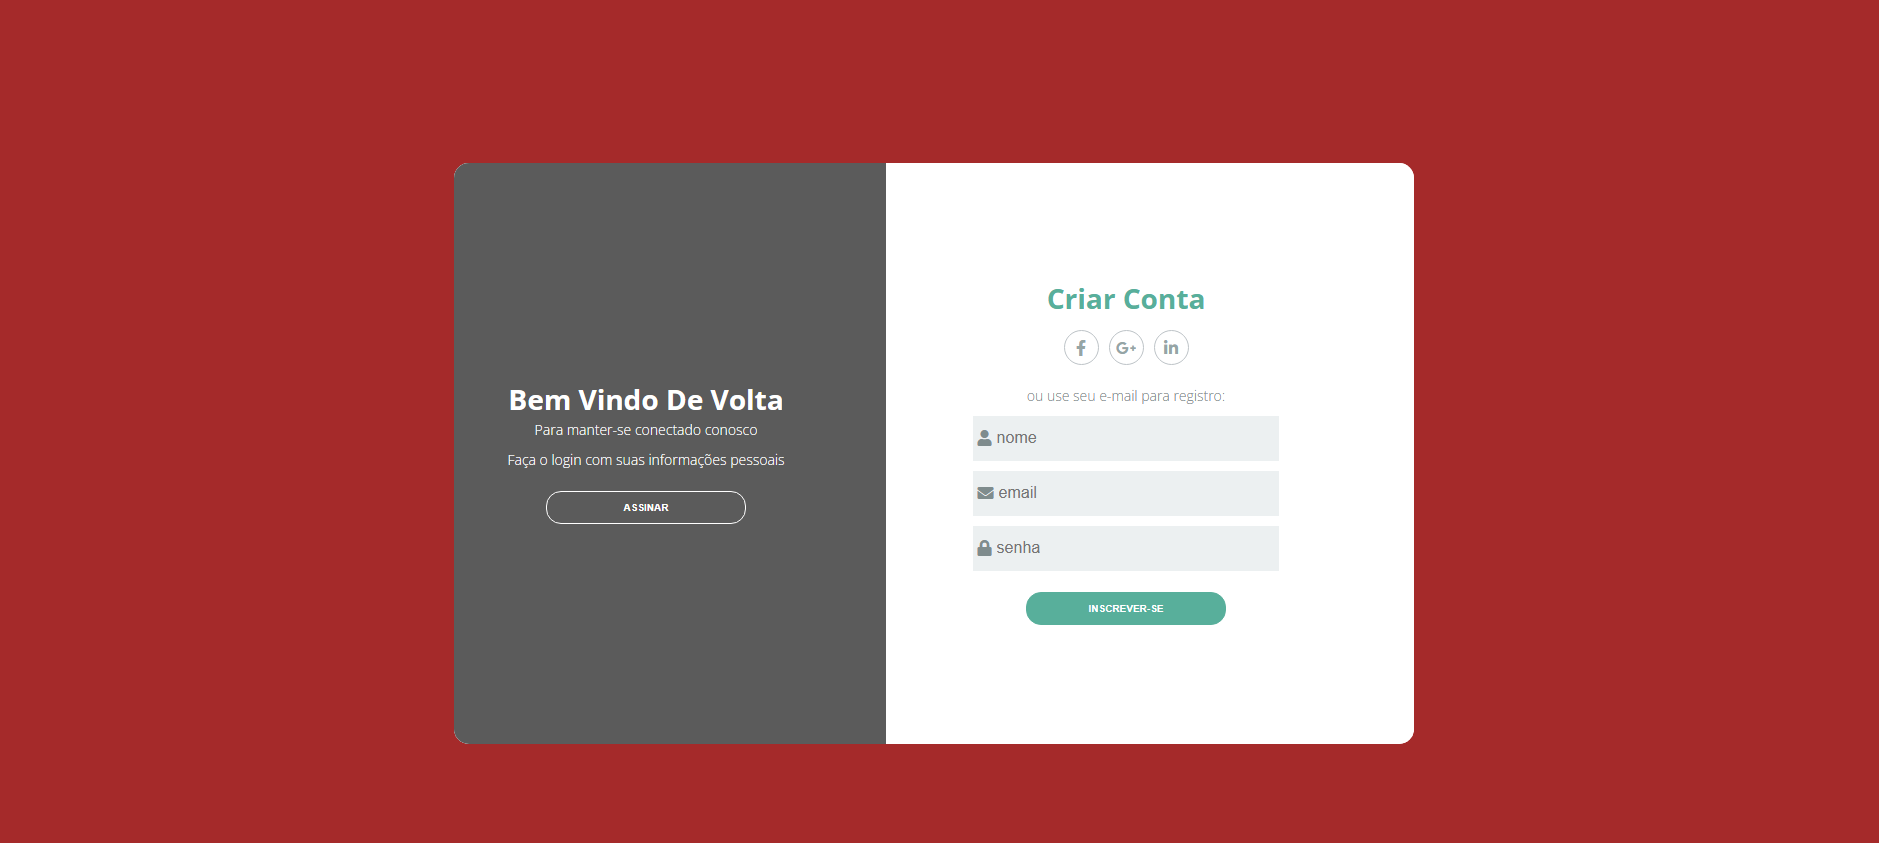 Bem Vindo De Volta
Para manter-se conectado conosco
Faça o login com suas informações pessoais
ASSINAR
Criar Conta
f G+ in
ou use seu e-mail para registro:
nome
email
senha
INSCREVER-SE